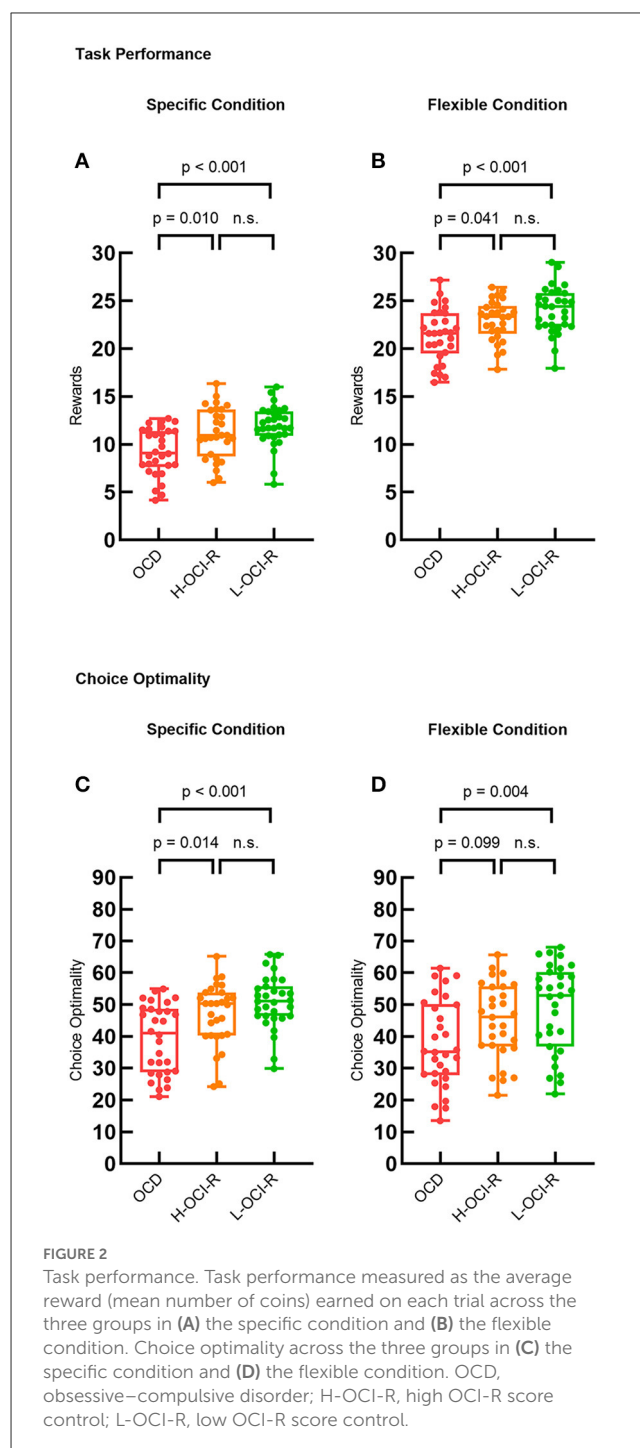 Task Performance
Specific Condition
Flexible Condition
A
B
p < 0.001
p < 0.001
p = 0.010 n.s.
p = 0.041 n.s.
30
25
20
15
10
5
0
Rewards
OCD
H-OCI-R
L-OCI-R
30
25
20
15
10
5
0
Rewards
OCD
H-OCI-R
L-OCI-R
Choice Optimality
Specific Condition
Flexible Condition
C
D
p < 0.001
p = 0.004
p = 0.014 n.s.
p = 0.099 n.s.
90
80
70
60
50
40
30
20
10
0
Choice Optimality
OCD
H-OCI-R
L-OCI-R
90
80
70
60
50
40
30
20
10
0
Choice Optimality
OCD
H-OCI-R
L-OCI-R
FIGURE 2
Task performance. Task performance measured as the average
reward (mean number of coins) earned on each trial across the
three groups in (A) the specific condition and (B) the flexible
condition. Choice optimality across the three groups in (C) the
specific condition and (D) the flexible condition. OCD,
obsessive–compulsive disorder; H-OCI-R, high OCI-R score
control; L-OCI-R, low OCI-R score control.